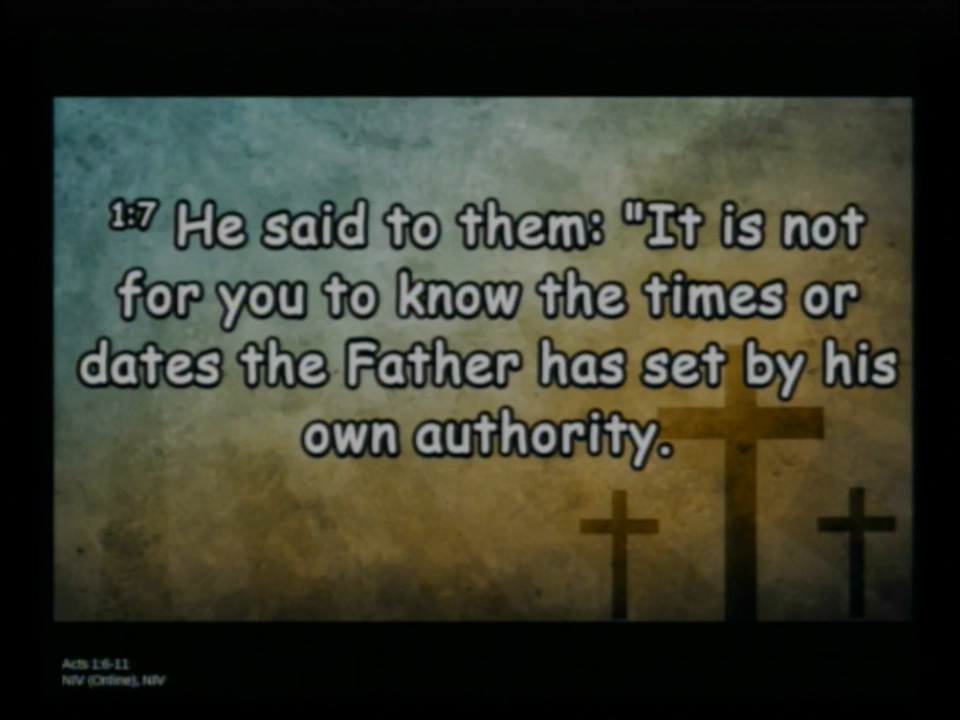 1:7 He said to them: "It is not
for you to know the times or
dates the Father has set by his
own authority.
Acts 1:6-11
NIV (Online), NIV